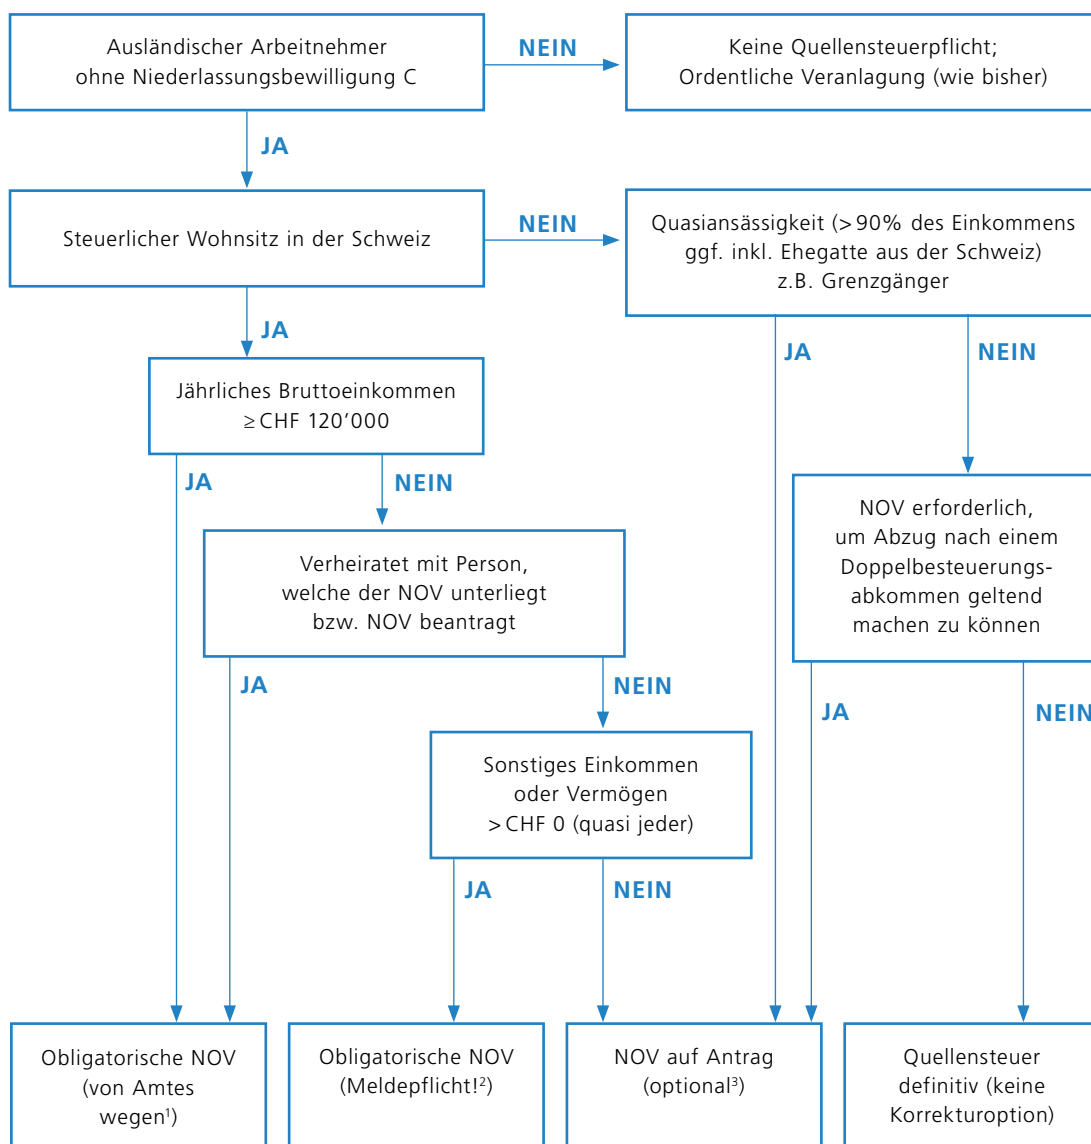 Ausländischer Arbeitnehmer
ohne Niederlassungsbewilligung C
NEIN
Keine Quellensteuerpflicht;
Ordentliche Veranlagung (wie bisher)
JA
Steuerlicher Wohnsitz in der Schweiz
NEIN
Quasiansässigkeit (> 90% des Einkommens
ggf. inkl. Ehegatte aus der Schweiz)
z.B. Grenzgänger
JA
JA
NEIN
Jährliches Bruttoeinkommen
≥ CHF 120’000
JA
NEIN
NOV erforderlich,
um Abzug nach einem
Doppelbesteuerungs-
abkommen geltend
machen zu können
Verheiratet mit Person,
welche der NOV unterliegt
bzw. NOV beantragt
JA
NEIN
JA
NEIN
Sonstiges Einkommen
oder Vermögen
> CHF 0 (quasi jeder)
JA
NEIN
Obligatorische NOV
(von Amtes
wegen¹)
Obligatorische NOV
(Meldepflicht!²)
NOV auf Antrag
(optional³)
Quellensteuer
definitiv (keine
Korrekturoption)